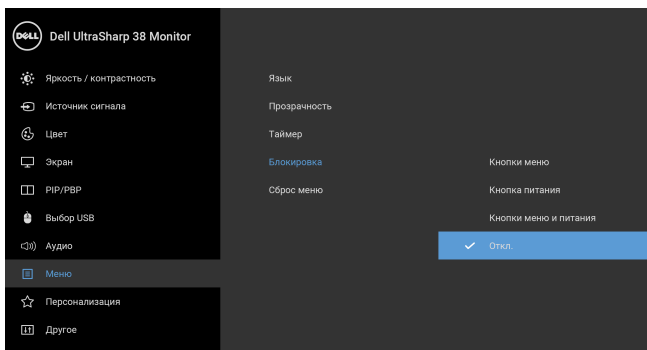 DELL Dell UltraSharp 38 Monitor
Яркость / контрастность
Источник сигнала
Цвет
Экран
PIP/PBP
Выбор USB
Аудио
Меню
Персонализация
Другое
Язык
Прозрачность
Таймер
Блокировка
Сброс меню
Кнопки меню
Кнопка питания
Кнопки меню и питания
Откл.